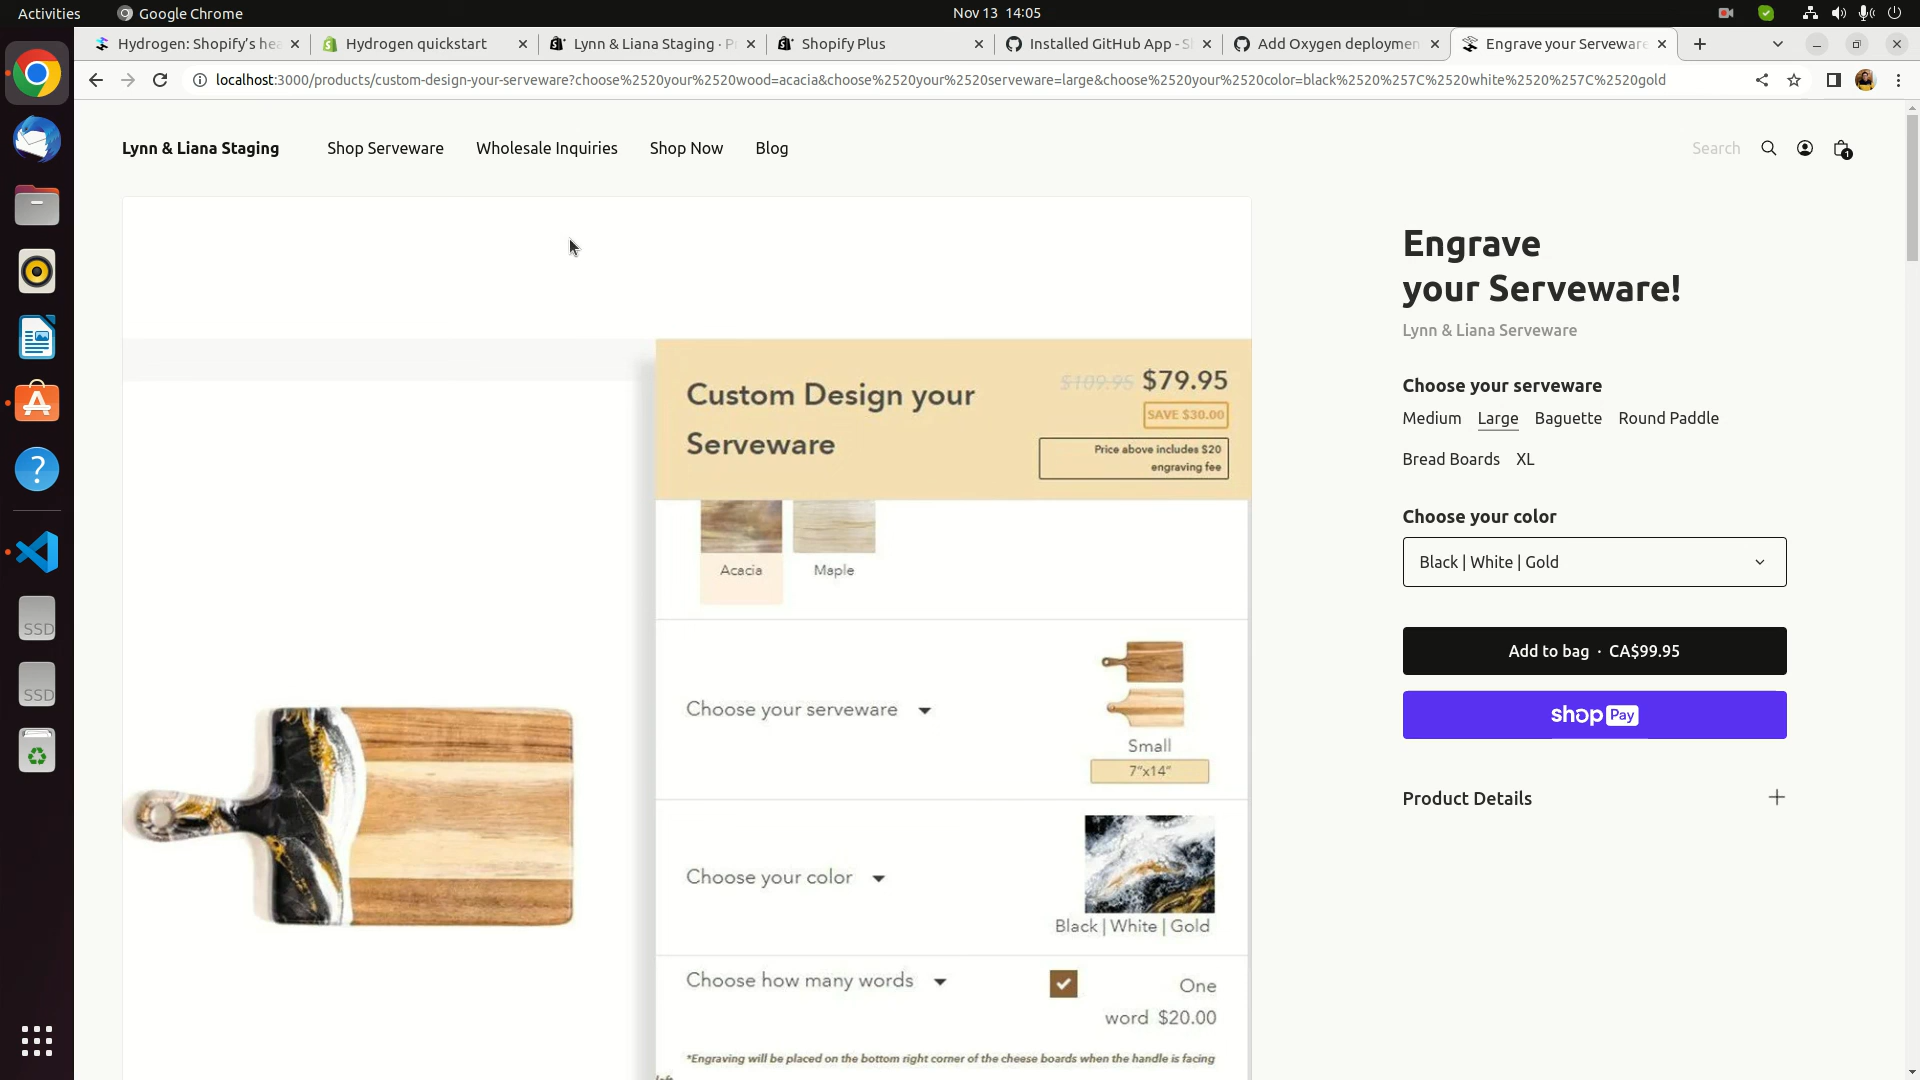 Activities
Google Chrome
Nov 13 14:05
Hydrogen: Shopify's hea
Hydrogen quickstart
Lynn & Liana Staging · P
Shopify Plus
Installed GitHub App - S
Add Oxygen deploymen
Engrave your Serveware
localhost:3000/products/custom-design-your-serveware?choose%2520your%2520wood=acacia&choose%2520your%2520serveware=large&choose%2520your%2520color=black%2520%257C%2520white%2520%257C%2520gold
Lynn & Liana Staging
Shop Serveware
Wholesale Inquiries
Shop Now
Blog
Search
1
Custom Design your
Serveware
$109.95 $79.95
SAVE $30.00
Price above includes $20
engraving fee
Acacia
Maple
Choose your serveware
Small
7"x14"
Choose your color
Black | White | Gold
Choose how many words
One
word $20.00
*Engraving will be placed on the bottom right corner of the cheese boards when the handle is facing
left
Engrave
your Serveware!
Lynn & Liana Serveware
Choose your serveware
Medium Large Baguette Round Paddle
Bread Boards XL
Choose your color
Black | White | Gold
Add to bag · CA$99.95
shop Pay
Product Details
SSD
SSD